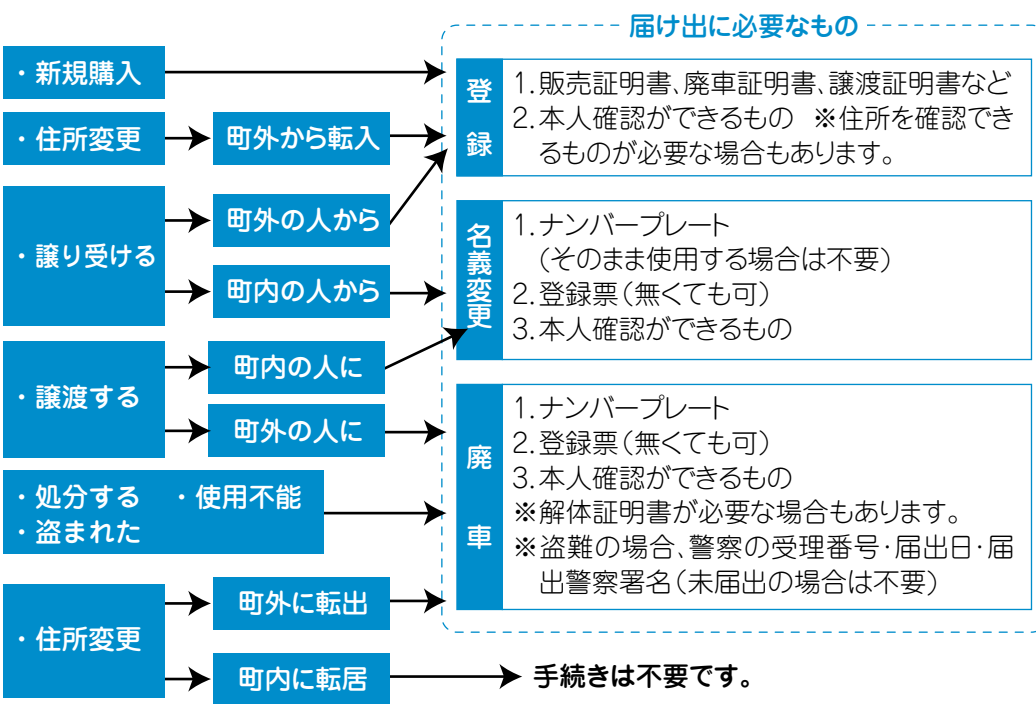 届け出に必要なもの
・新規購入
・住所変更
町外から転入
・譲り受ける
町外の人から
町内の人から
・譲渡する
町内の人に
町外の人に
・処分する ・使用不能
・盗まれた
・住所変更
町外に転出
町内に転居
手続きは不要です。
登録
1.販売証明書、廃車証明書、譲渡証明書など
2.本人確認ができるもの ※住所を確認でき
るものが必要な場合もあります。
名義変更
1.ナンバープレート
(そのまま使用する場合は不要)
2.登録票(無くても可)
3.本人確認ができるもの
廃車
1.ナンバープレート
2.登録票(無くても可)
3.本人確認ができるもの
※解体証明書が必要な場合もあります。
※盗難の場合、警察の受理番号・届出日・届
出警察署名(未届出の場合は不要)